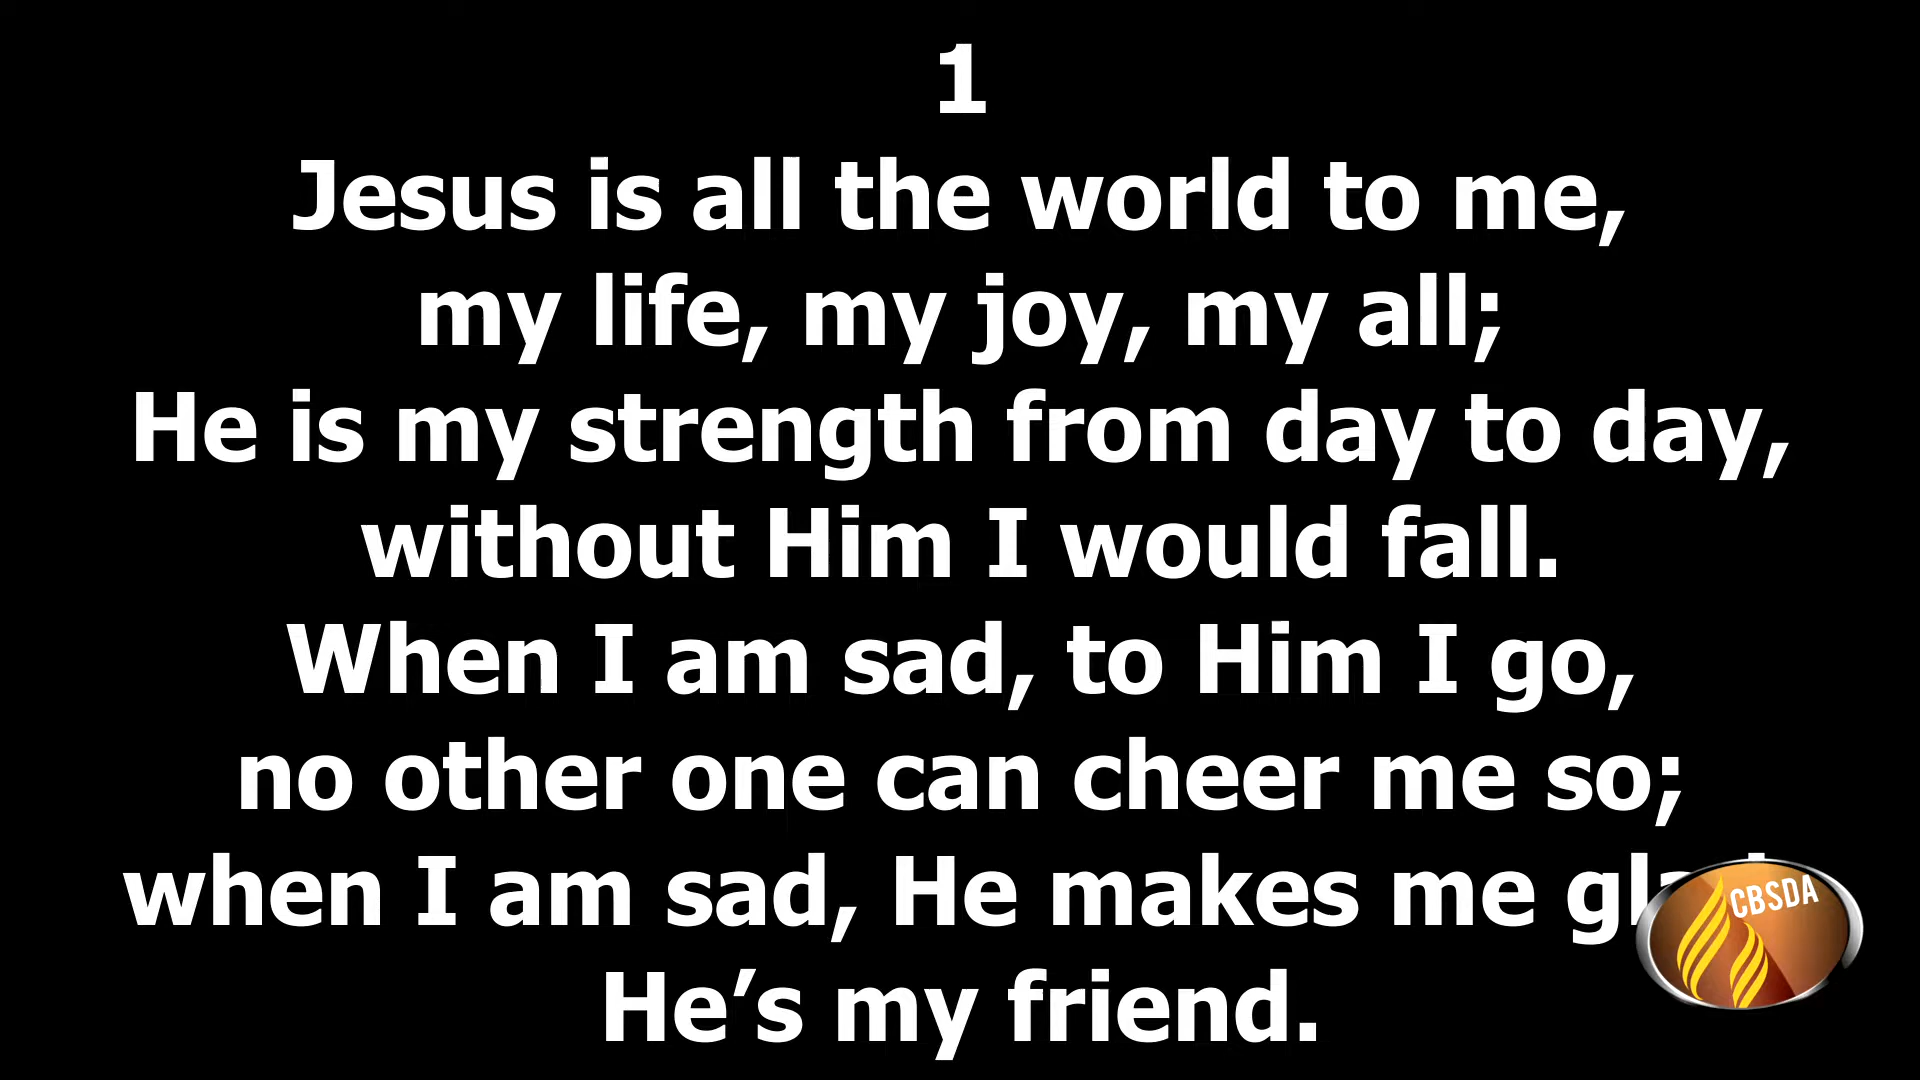 1
Jesus is all the world to me,
my life, my joy, my all;
He is my strength from day to day,
without Him I would fall.
When I am sad, to Him I go,
no other one can cheer me so;
when I am sad, He makes me
He’s my friend.
CBSDA